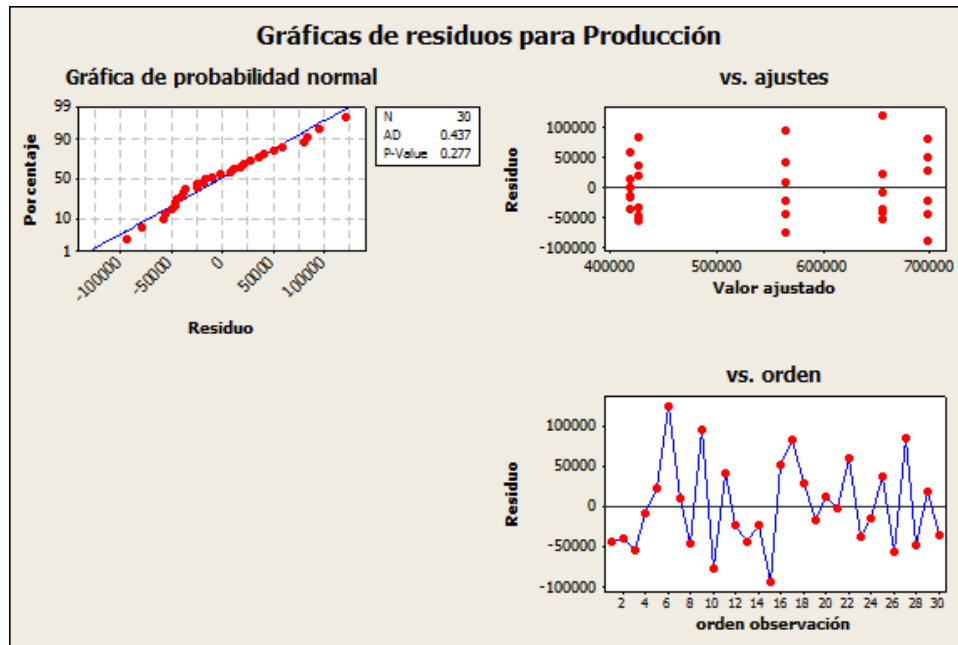 Gráficas de residuos para Producción
Gráfica de probabilidad normal
99
90
50
10
1
Porcentaje
-100000
-50000
0
50000
100000
Residuo
N 30
AD 0.437
P-Value 0.277
vs. ajustes
100000
50000
0
-50000
-100000
Residuo
400000 500000 600000 700000
Valor ajustado
vs. orden
100000
50000
0
-50000
-100000
Residuo
2 4 6 8 10 12 14 16 18 20 22 24 26 28 30
orden observación